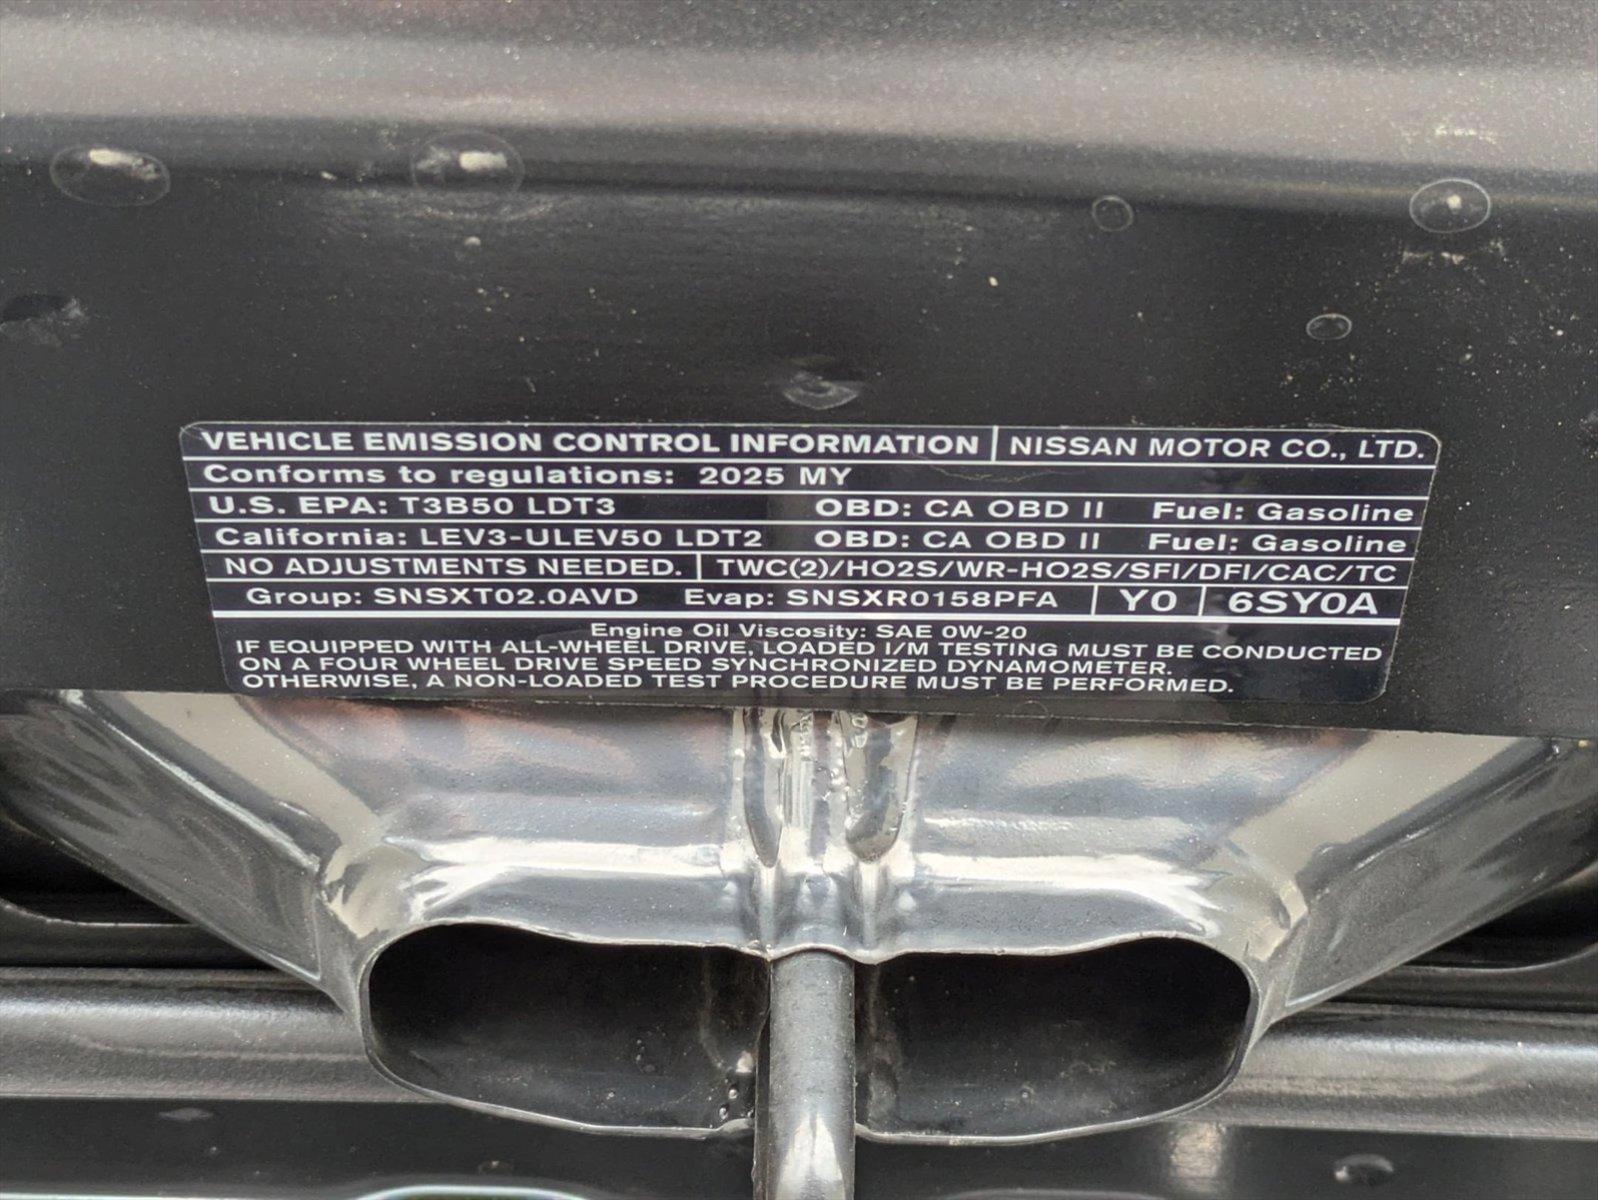 VEHICLE EMISSION CONTROL INFORMATION | NISSAN MOTOR CO., LTD.
Conforms to regulations: 2025 MY
U.S. EPA: T3B50 LDT3 OBD: CA OBD II Fuel: Gasoline
California: LEV3-ULEV50 LDT2 OBD: CA OBD II Fuel: Gasoline
NO ADJUSTMENTS NEEDED. | TWC(2)/HO2S/WR-HO2S/SFI/DFI/CAC/TC
Group: SNSXT02.0AVD Evap: SNSXR0158PFA | Y0 | 6SY0A
Engine Oil Viscosity: SAE 0W-20
IF EQUIPPED WITH ALL-WHEEL DRIVE, LOADED I/M TESTING MUST BE CONDUCTED
ON A FOUR WHEEL DRIVE SPEED SYNCHRONIZED DYNAMOMETER.
OTHERWISE, A NON-LOADED TEST PROCEDURE MUST BE PERFORMED.